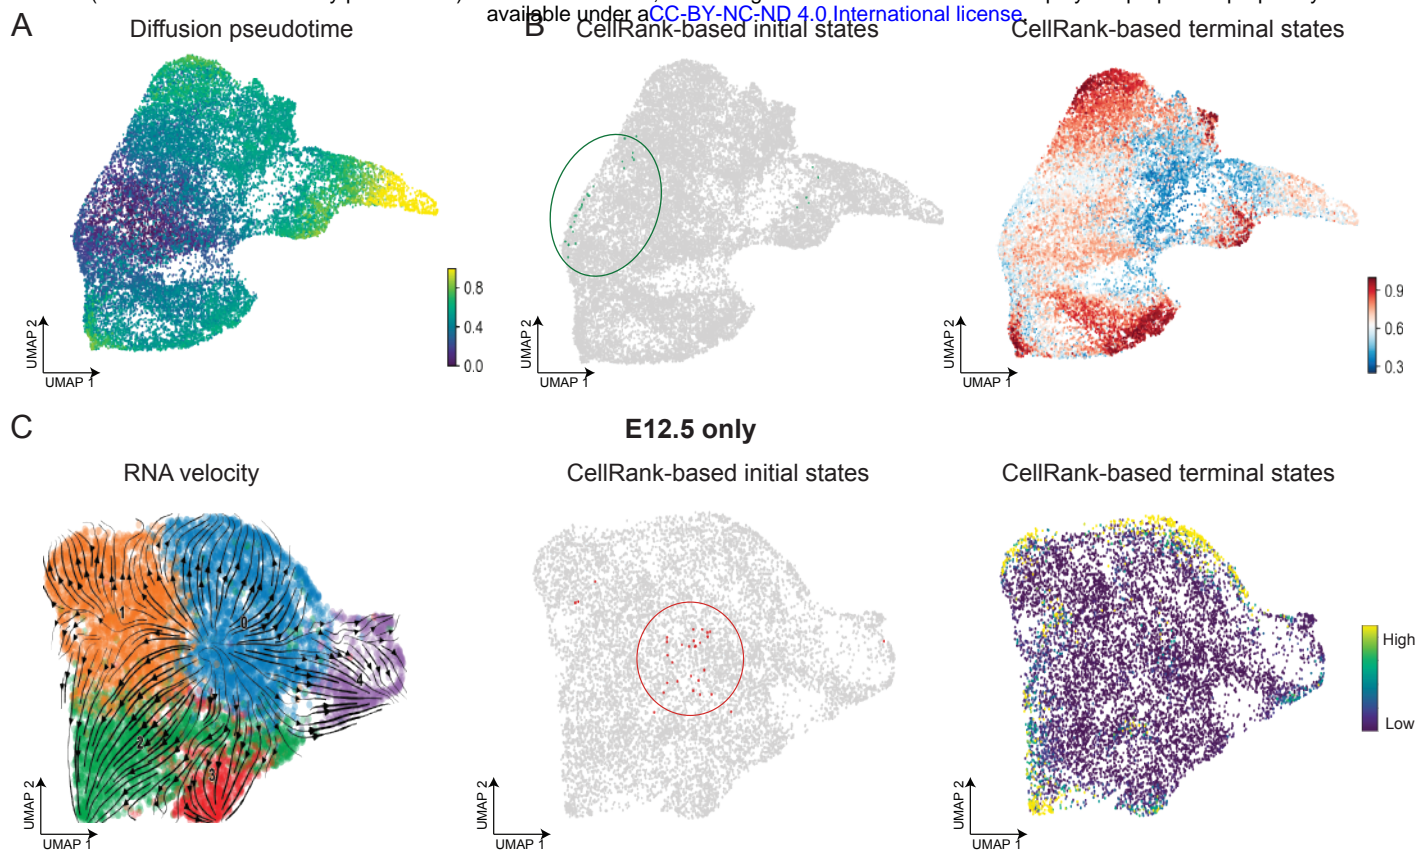 available under aCC-BY-NC-ND 4.0 International license.
A
Diffusion pseudotime
B
CellRank-based initial states
CellRank-based terminal states
0.8
0.4
0.0
UMAP 2
UMAP 1
UMAP 2
UMAP 1
0.9
0.6
0.3
UMAP 2
UMAP 1
C
E12.5 only
RNA velocity
CellRank-based initial states
CellRank-based terminal states
0
1
2
3
4
UMAP 2
UMAP 1
UMAP 2
UMAP 1
High
Low
UMAP 2
UMAP 1